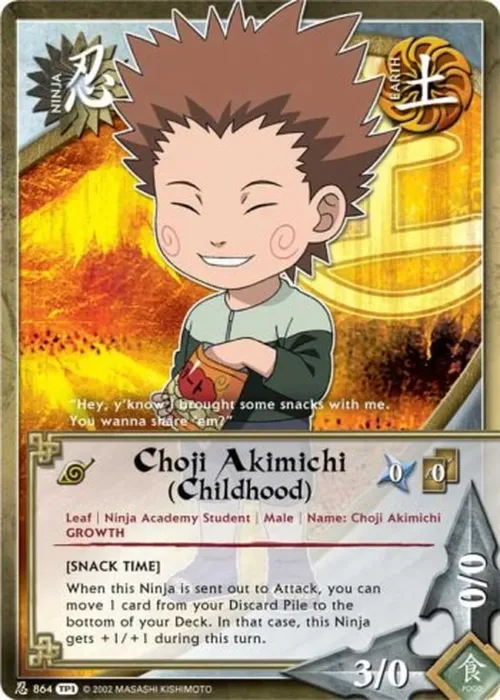 NINJA
忍
EARTH
土
"Hey, y'know I brought some snacks with me.
You wanna share 'em?"
Choji Akimichi
(Childhood)
0
0
Leaf | Ninja Academy Student | Male | Name: Choji Akimichi
GROWTH
[SNACK TIME]
When this Ninja is sent out to Attack, you can
move 1 card from your Discard Pile to the
bottom of your Deck. In that case, this Ninja
gets +1/+1 during this turn.
0/0
3/0
食
FOOD
忍 864 TP1 © 2002 MASASHI KISHIMOTO